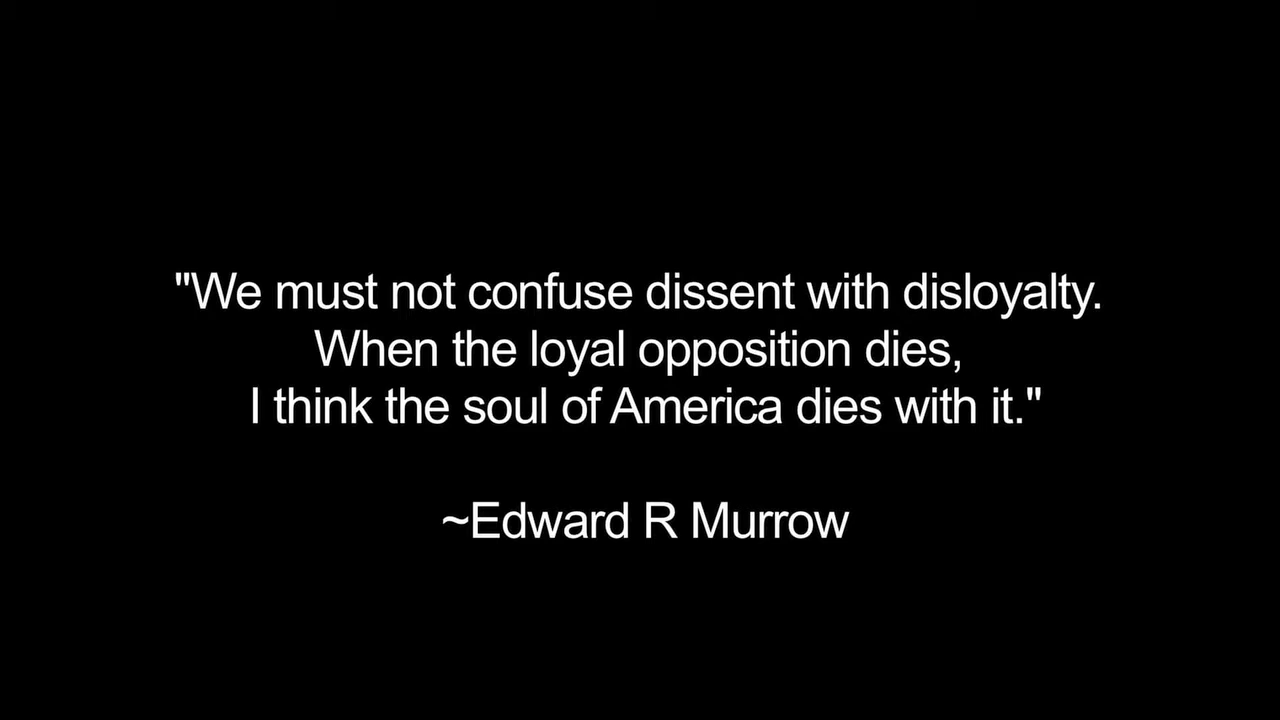 "We must not confuse dissent with disloyalty.
When the loyal opposition dies,
I think the soul of America dies with it."
~Edward R Murrow